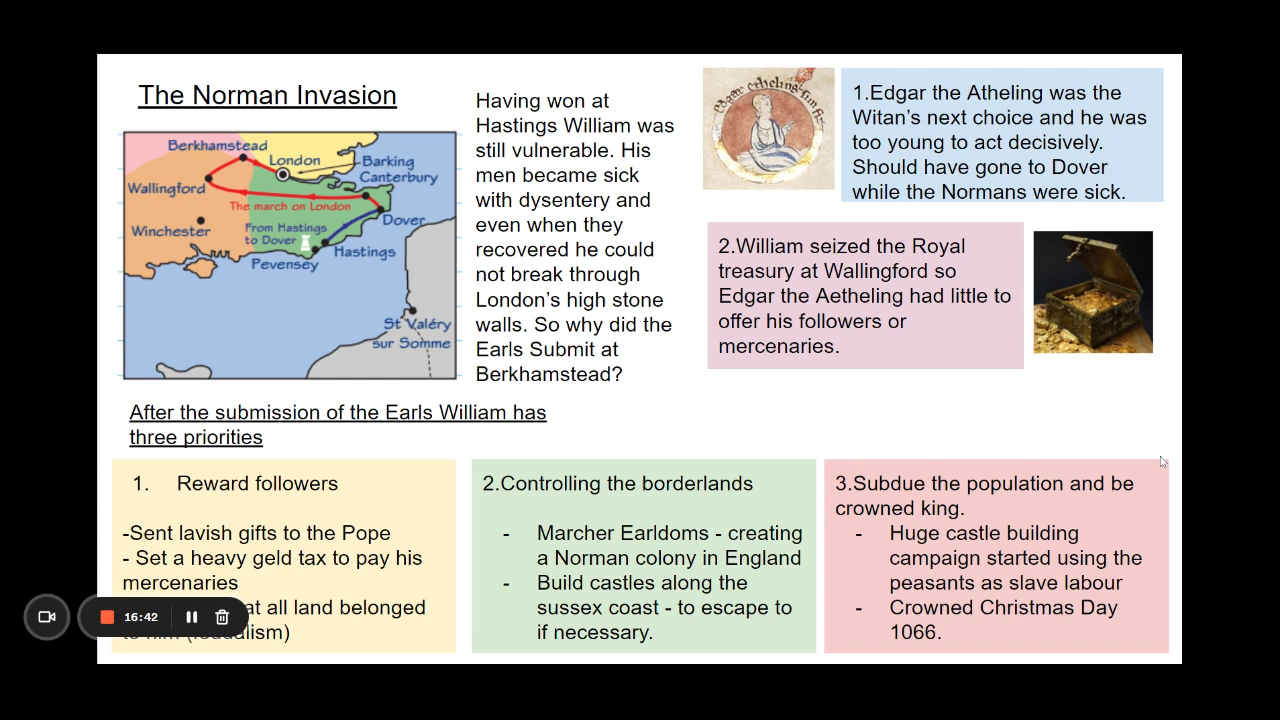 The Norman Invasion
Berkhamstead
London
Barking
Canterbury
Wallingford
The march on London
Winchester
From Hastings
to Dover
Dover
Hastings
Pevensey
St Valéry
sur Somme
Having won at
Hastings William was
still vulnerable. His
men became sick
with dysentery and
even when they
recovered he could
not break through
London's high stone
walls. So why did the
Earls Submit at
Berkhamstead?
1.Edgar the Atheling was the
Witan's next choice and he was
too young to act decisively.
Should have gone to Dover
while the Normans were sick.
2.William seized the Royal
treasury at Wallingford so
Edgar the Aetheling had little to
offer his followers or
mercenaries.
After the submission of the Earls William has
three priorities
1. Reward followers
-Sent lavish gifts to the Pope
- Set a heavy geld tax to pay his
mercenaries
at all land belonged
16:42
2.Controlling the borderlands
- Marcher Earldoms - creating
a Norman colony in England
- Build castles along the
sussex coast - to escape to
if necessary.
3.Subdue the population and be
crowned king.
- Huge castle building
campaign started using the
peasants as slave labour
- Crowned Christmas Day
1066.